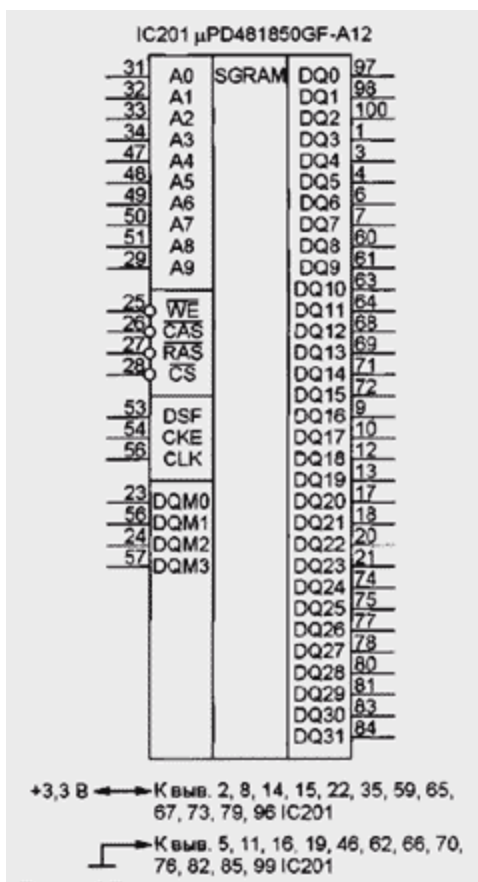 IC201 µPD481850GF-A12
31 A0 SGRAM DQ0 97
32 A1 DQ1 98
33 A2 DQ2 100
34 A3 DQ3 1
47 A4 DQ4 3
48 A5 DQ5 4
49 A6 DQ6 6
50 A7 DQ7 7
51 A8 DQ8 60
29 A9 DQ9 61
DQ10 63
25 WE DQ11 64
26 CAS DQ12 68
27 RAS DQ13 69
28 CS DQ14 71
DQ15 72
53 DSF DQ16 9
54 CKE DQ17 10
56 CLK DQ18 12
DQ19 13
23 DQM0 DQ20 17
56 DQM1 DQ21 18
24 DQM2 DQ22 20
57 DQM3 DQ23 21
DQ24 74
DQ25 75
DQ26 77
DQ27 78
DQ28 80
DQ29 81
DQ30 83
DQ31 84
+3,3 В К выв. 2, 8, 14, 15, 22, 35, 59, 65,
67, 73, 79, 96 IC201
К выв. 5, 11, 16, 19, 46, 62, 66, 70,
76, 82, 85, 99 IC201